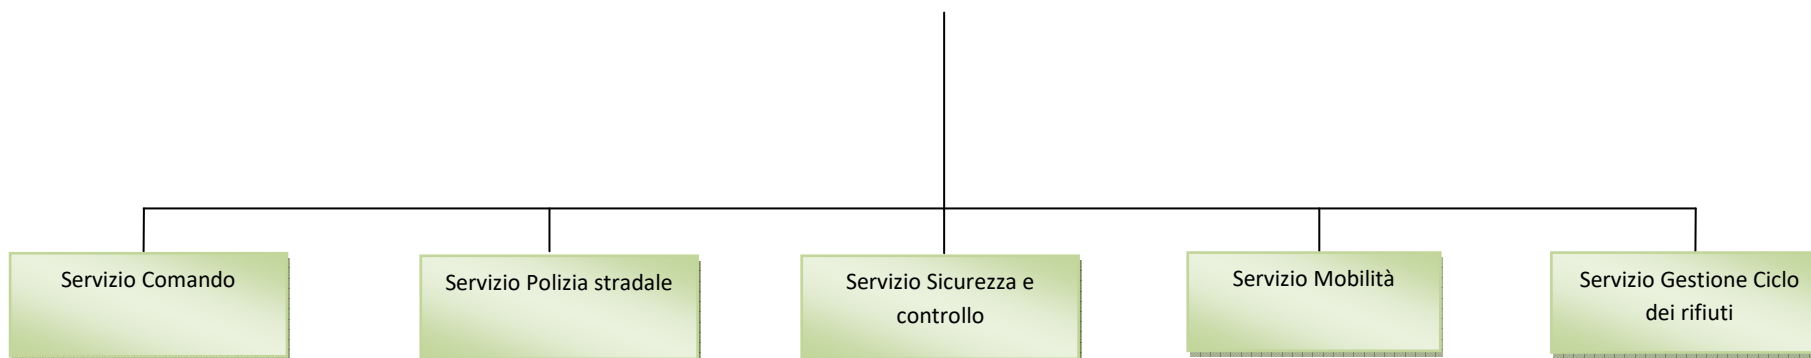 Servizio Comando
Servizio Polizia stradale
Servizio Sicurezza e
controllo
Servizio Mobilità
Servizio Gestione Ciclo
dei rifiuti